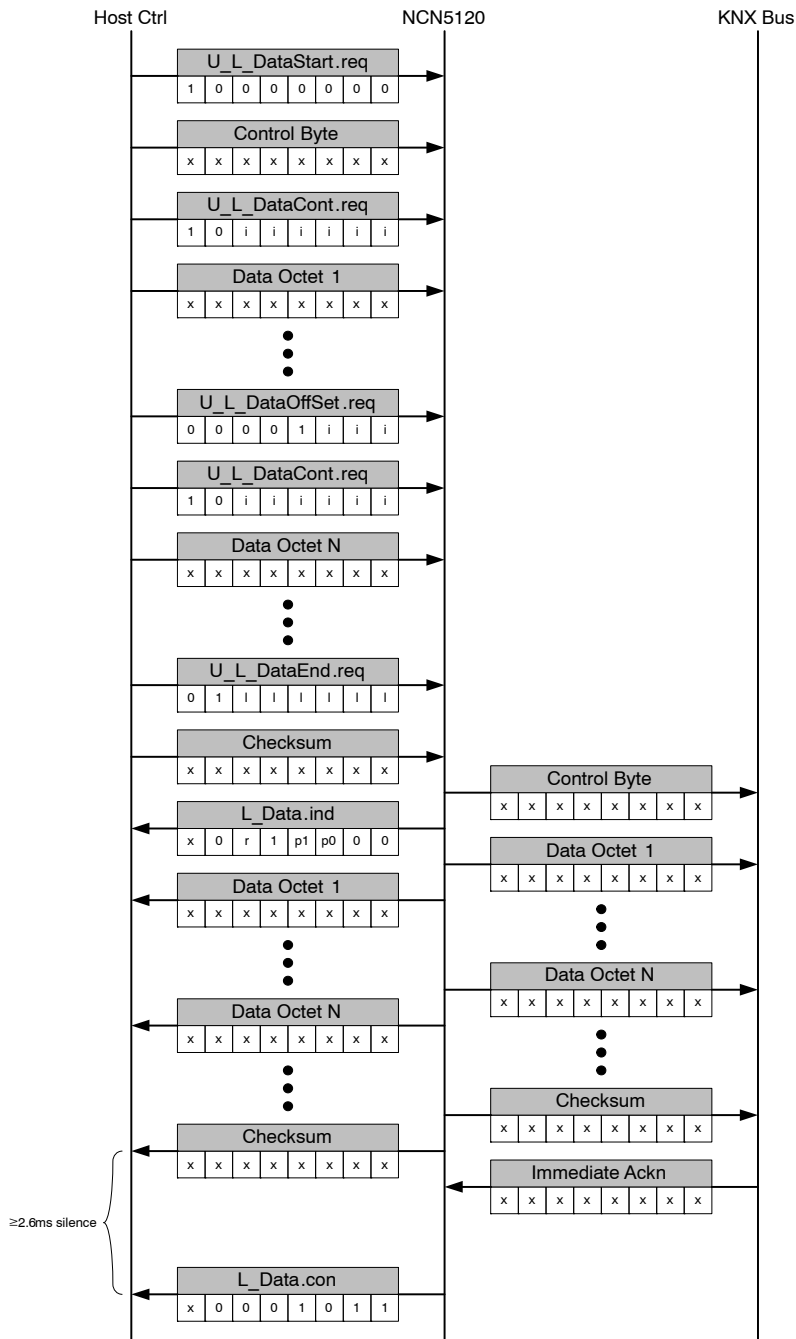 Host Ctrl NCN5120 KNX Bus
U_L_DataStart.req
1 0 0 0 0 0 0 0
Control Byte
x x x x x x x x
U_L_DataCont.req
1 0 i i i i i i
Data Octet 1
x x x x x x x x
U_L_DataOffSet.req
0 0 0 0 1 i i i
U_L_DataCont.req
1 0 i i i i i i
Data Octet N
x x x x x x x x
U_L_DataEnd.req
0 1 l l l l l l
Checksum
x x x x x x x x
Control Byte
x x x x x x x x
L_Data.ind
x 0 r 1 p1 p0 0 0
Data Octet 1
x x x x x x x x
Data Octet 1
x x x x x x x x
Data Octet N
x x x x x x x x
Data Octet N
x x x x x x x x
Checksum
x x x x x x x x
Checksum
x x x x x x x x
Immediate Ackn
x x x x x x x x
≥2.6ms silence
L_Data.con
x 0 0 0 1 0 1 1